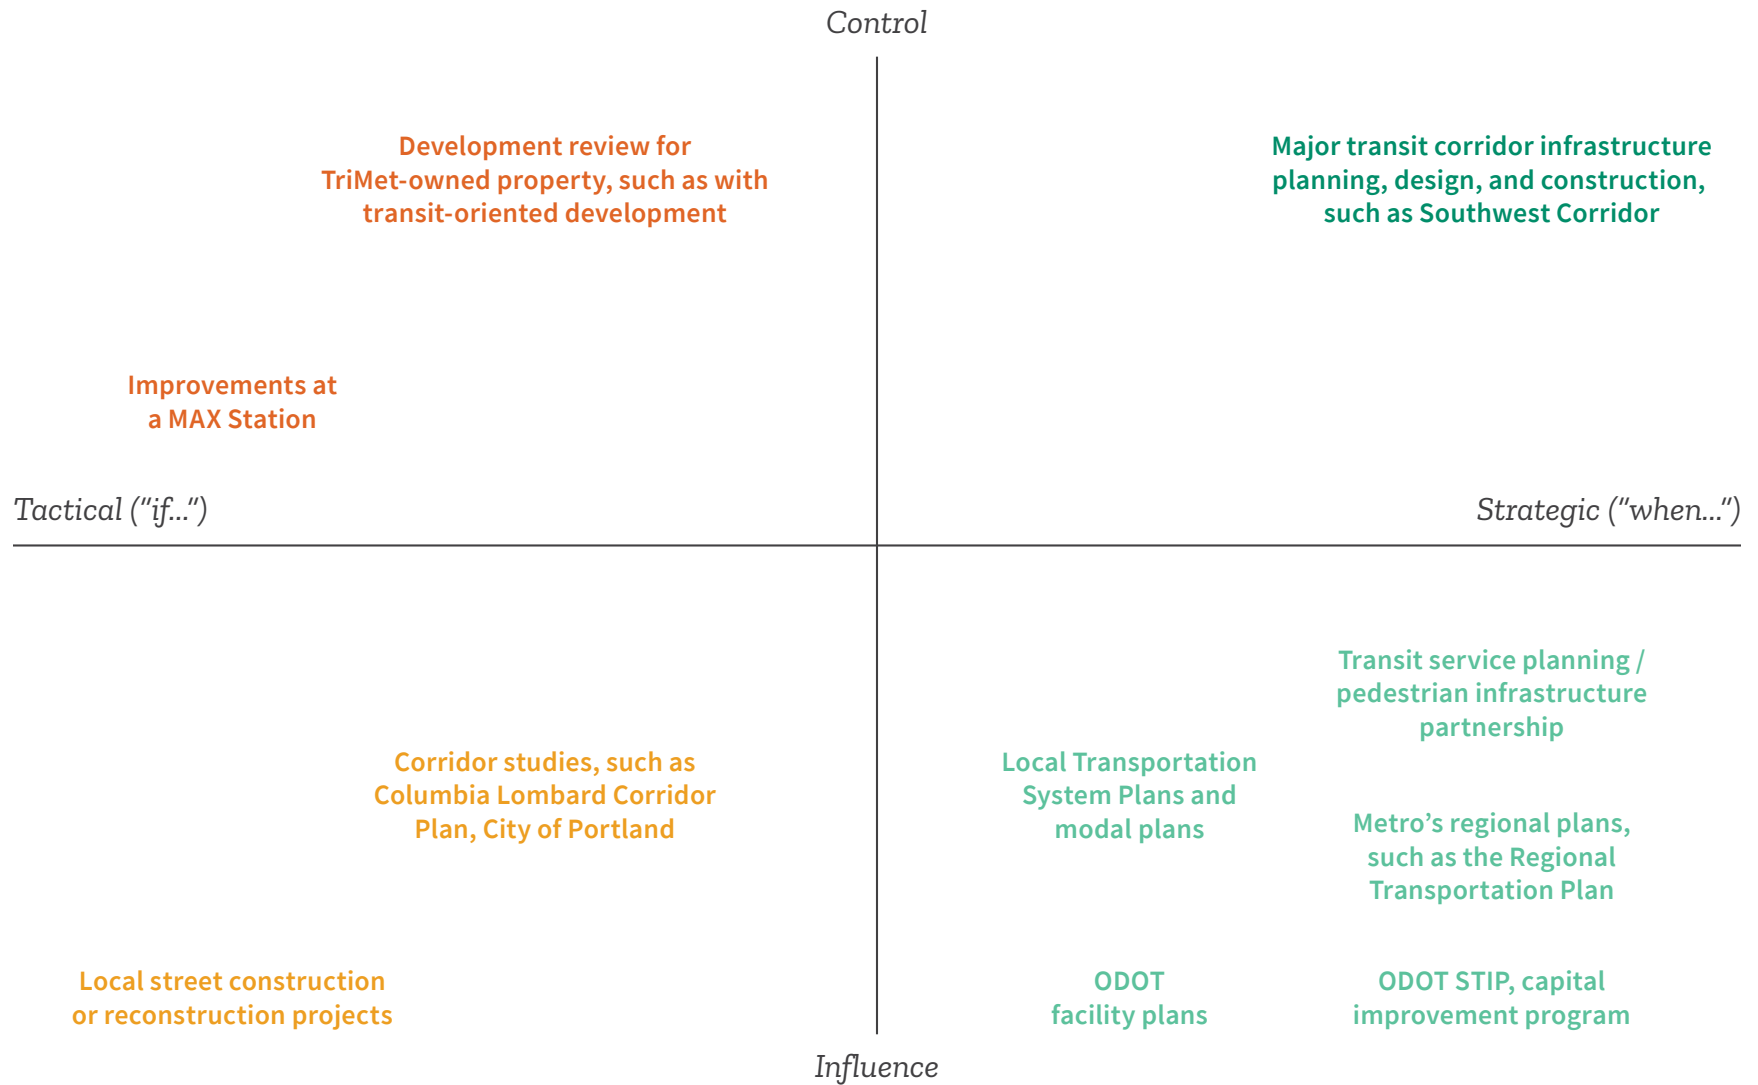 Control
Development review for
TriMet-owned property, such as with
transit-oriented development
Major transit corridor infrastructure
planning, design, and construction,
such as Southwest Corridor
Improvements at
a MAX Station
Tactical ("if...")
Strategic ("when...")
Transit service planning /
pedestrian infrastructure
partnership
Corridor studies, such as
Columbia Lombard Corridor
Plan, City of Portland
Local Transportation
System Plans and
modal plans
Metro’s regional plans,
such as the Regional
Transportation Plan
Local street construction
or reconstruction projects
ODOT
facility plans
ODOT STIP, capital
improvement program
Influence